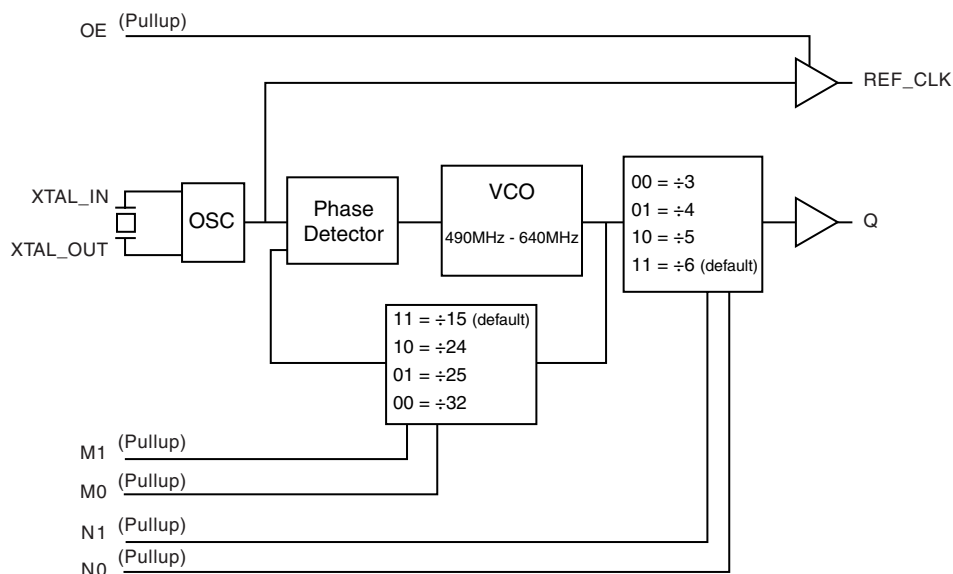 OE (Pullup)
REF_CLK
XTAL_IN
XTAL_OUT
OSC
Phase
Detector
VCO
490MHz - 640MHz
00 = ÷3
01 = ÷4
10 = ÷5
11 = ÷6 (default)
Q
11 = ÷15 (default)
10 = ÷24
01 = ÷25
00 = ÷32
M1 (Pullup)
M0 (Pullup)
N1 (Pullup)
N0 (Pullup)